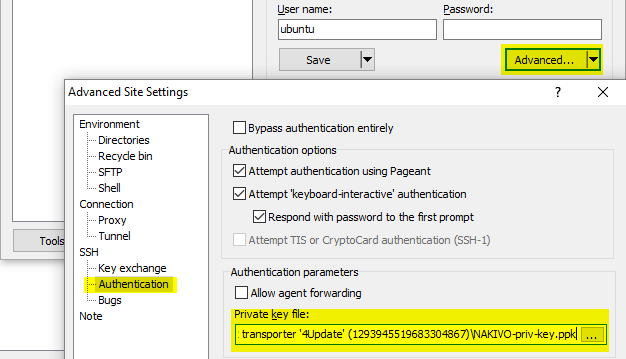 User name:
Password:
ubuntu
Save
Advanced...
Advanced Site Settings
?
Environment
Directories
Recycle bin
SFTP
Shell
Connection
Proxy
Tunnel
SSH
Key exchange
Authentication
Bugs
Note
Tools
Bypass authentication entirely
Authentication options
Attempt authentication using Pageant
Attempt 'keyboard-interactive' authentication
Respond with password to the first prompt
Attempt TIS or CryptoCard authentication (SSH-1)
Authentication parameters
Allow agent forwarding
Private key file:
transporter '4Update' (1293945519683304867)\NAKIVO-priv-key.ppk
...